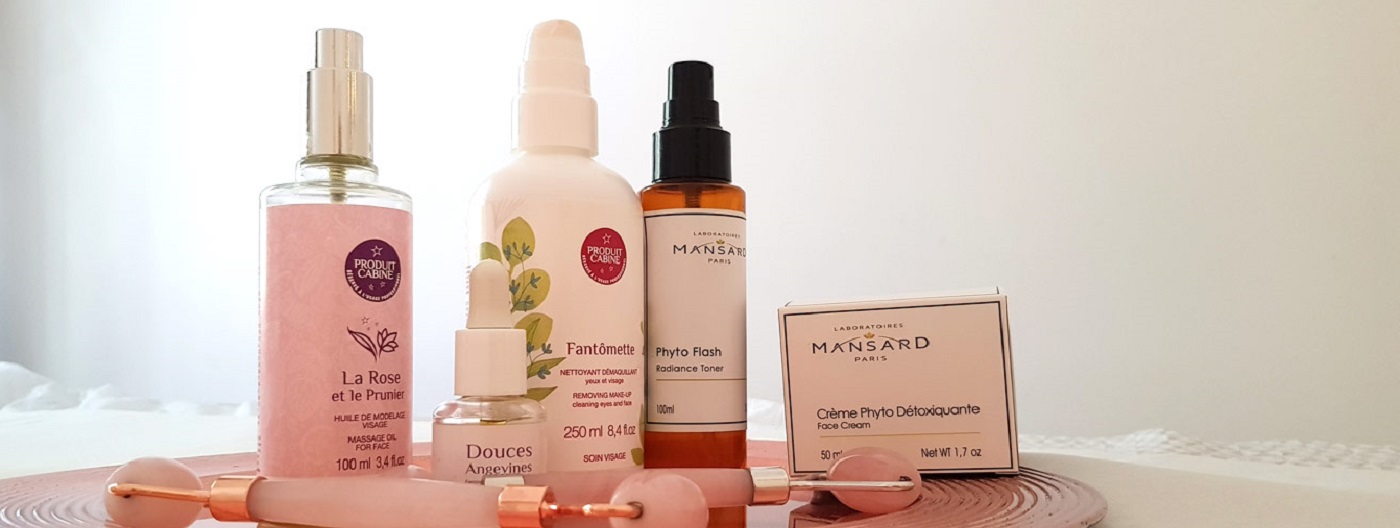 PRODUIT
CABINE
La Rose
et le Prunier
HUILE DE MODELAGE
VISAGE
MASSAGE OIL
FOR FACE
100 ml 3,4 fl.oz
Douces
Angevines
PRODUIT
CABINE
Fantômette
NETTOYANT DÉMAQUILLANT
yeux et visage
REMOVING MAKE-UP
cleaning eyes and face
250 ml 8,4 fl.oz
SOIN VISAGE
LABORATOIRES
MANSARD
PARIS
Phyto Flash
Radiance Toner
100ml
LABORATOIRES
MANSARD
PARIS
Crème Phyto Détoxiquante
Face Cream
50 ml
Net WT 1,7 oz